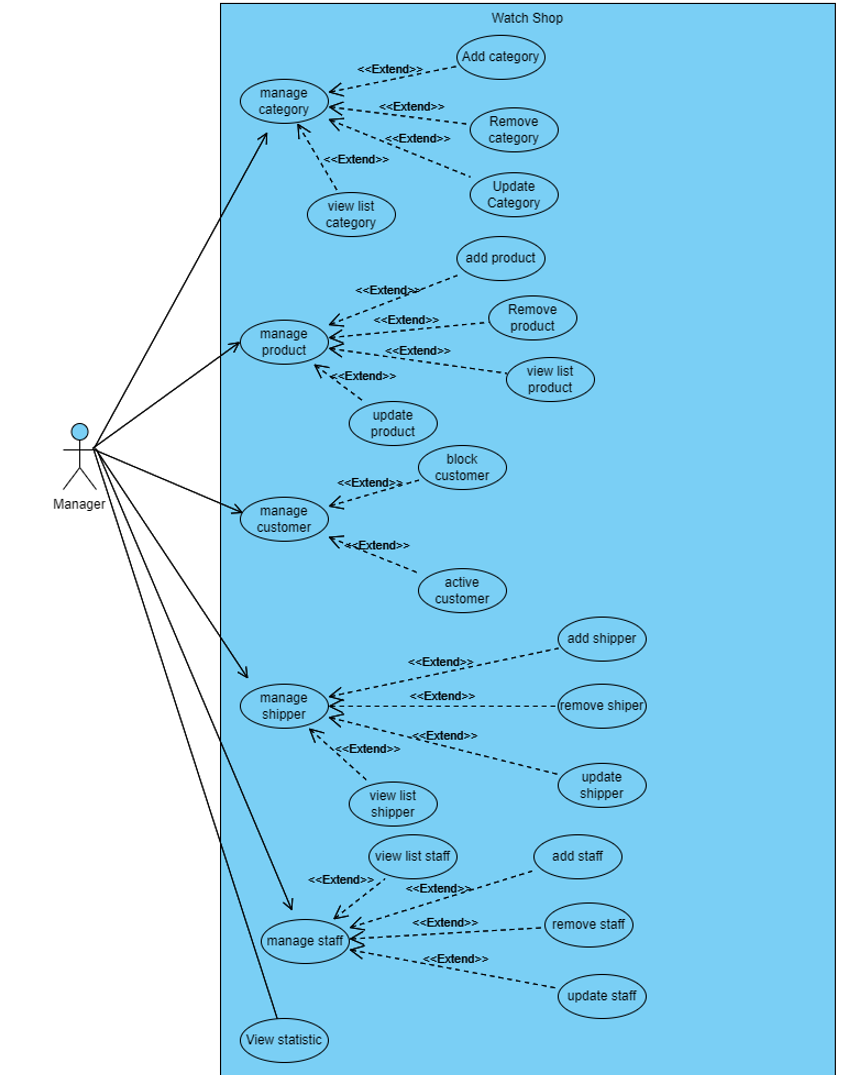 Watch Shop
Add category
<<Extend>>
manage
category
<<Extend>>
Remove
category
<<Extend>>
<<Extend>>
Update
Category
view list
category
add product
<<Extend>>
Remove
product
<<Extend>>
manage
product
<<Extend>>
view list
product
<<Extend>>
update
product
Manager
block
customer
<<Extend>>
manage
customer
<<Extend>>
active
customer
add shipper
<<Extend>>
manage
shipper
<<Extend>>
remove shiper
<<Extend>>
<<Extend>>
update
shipper
view list
shipper
view list staff
add staff
<<Extend>>
<<Extend>>
<<Extend>>
remove staff
manage staff
<<Extend>>
update staff
View statistic